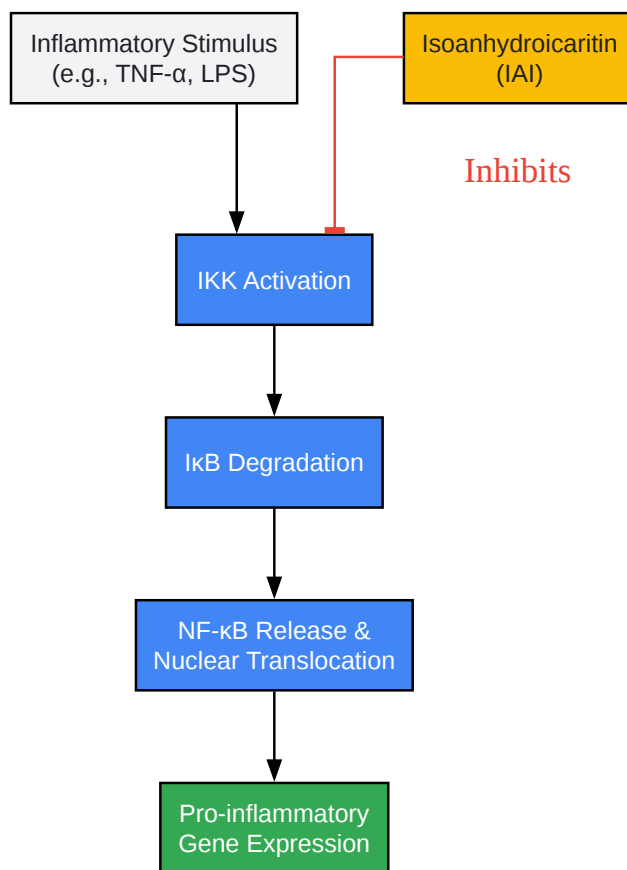 Inflammatory Stimulus
(e.g., TNF-α, LPS)
Isoanhydroicaritin
(IAI)
Inhibits
IKK Activation
IκB Degradation
NF-κB Release &
Nuclear Translocation
Pro-inflammatory
Gene Expression